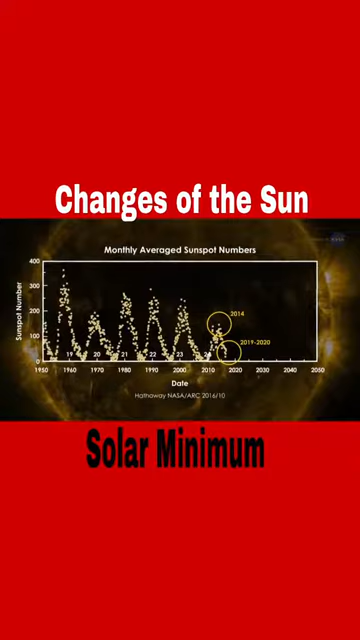 Changes of the Sun
NASA
Monthly Averaged Sunspot Numbers
400
300
200
100
0
Sunspot Number
2014
2019-2020
19 20 21 22 23 24
1950 1960 1970 1980 1990 2000 2010 2020 2030 2040 2050
Date
Hathaway NASA/ARC 2016/10
Solar Minimum